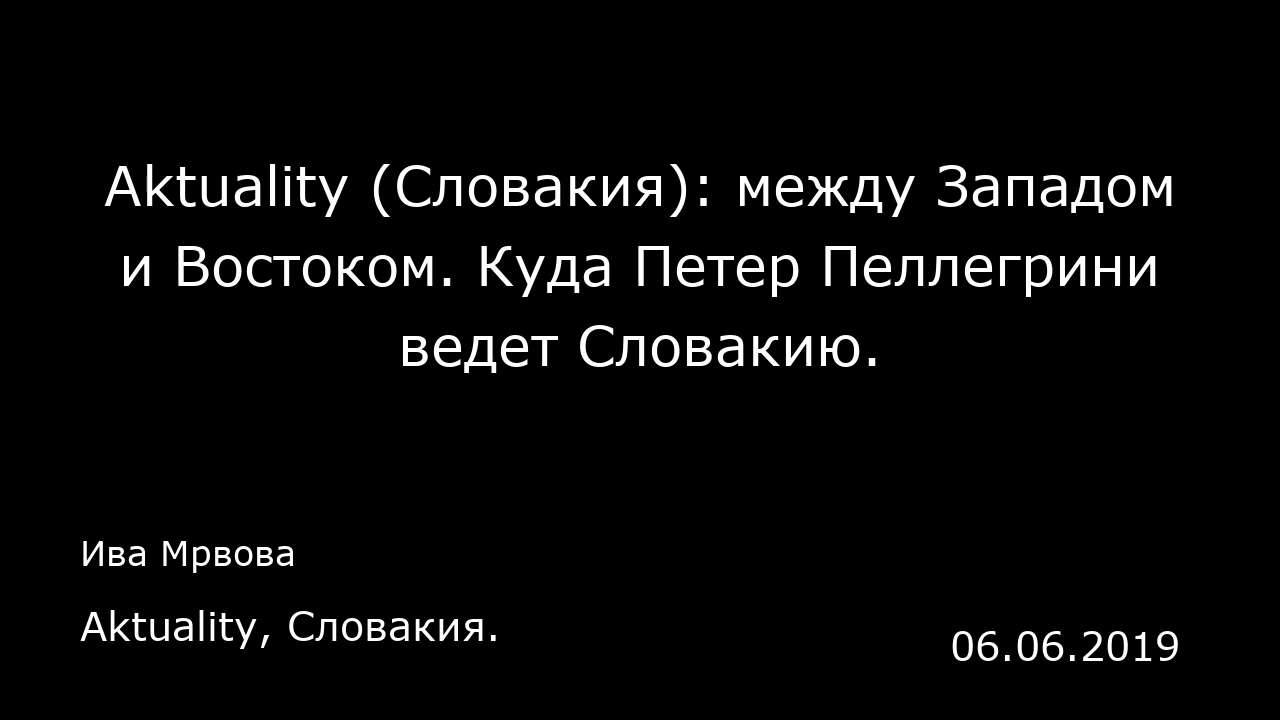 Aktuality (Словакия): между Западом
и Востоком. Куда Петер Пеллегрини
ведет Словакию.
Ива Мрвова
Aktuality, Словакия.
06.06.2019